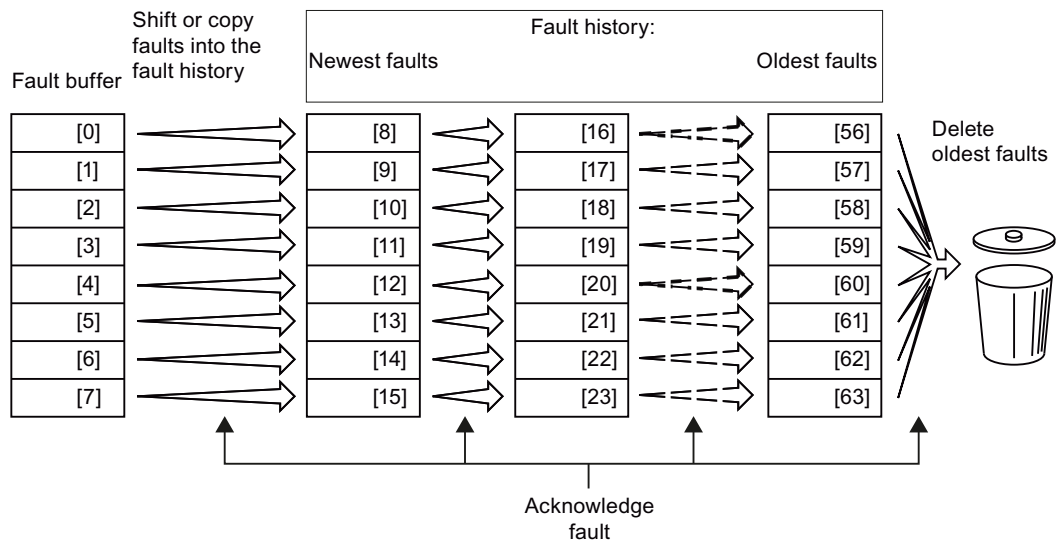 Shift or copy
faults into the
fault history
Fault history:
Fault buffer
Newest faults
Oldest faults
[0] [8] [16] [56]
[1] [9] [17] [57]
[2] [10] [18] [58]
[3] [11] [19] [59]
[4] [12] [20] [60]
[5] [13] [21] [61]
[6] [14] [22] [62]
[7] [15] [23] [63]
Delete
oldest faults
Acknowledge
fault